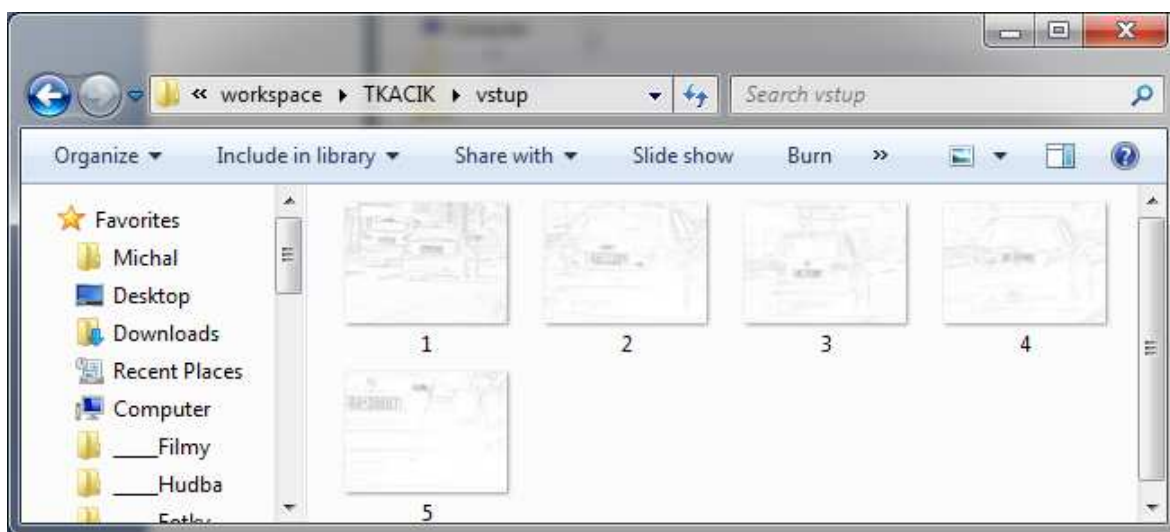 « workspace ▸ TKACIK ▸ vstup
Search vstup
Organize ▾ Include in library ▾ Share with ▾ Slide show Burn »
Favorites
Michal
Desktop
Downloads
Recent Places
Computer
____Filmy
____Hudba
1 2 3 4
5